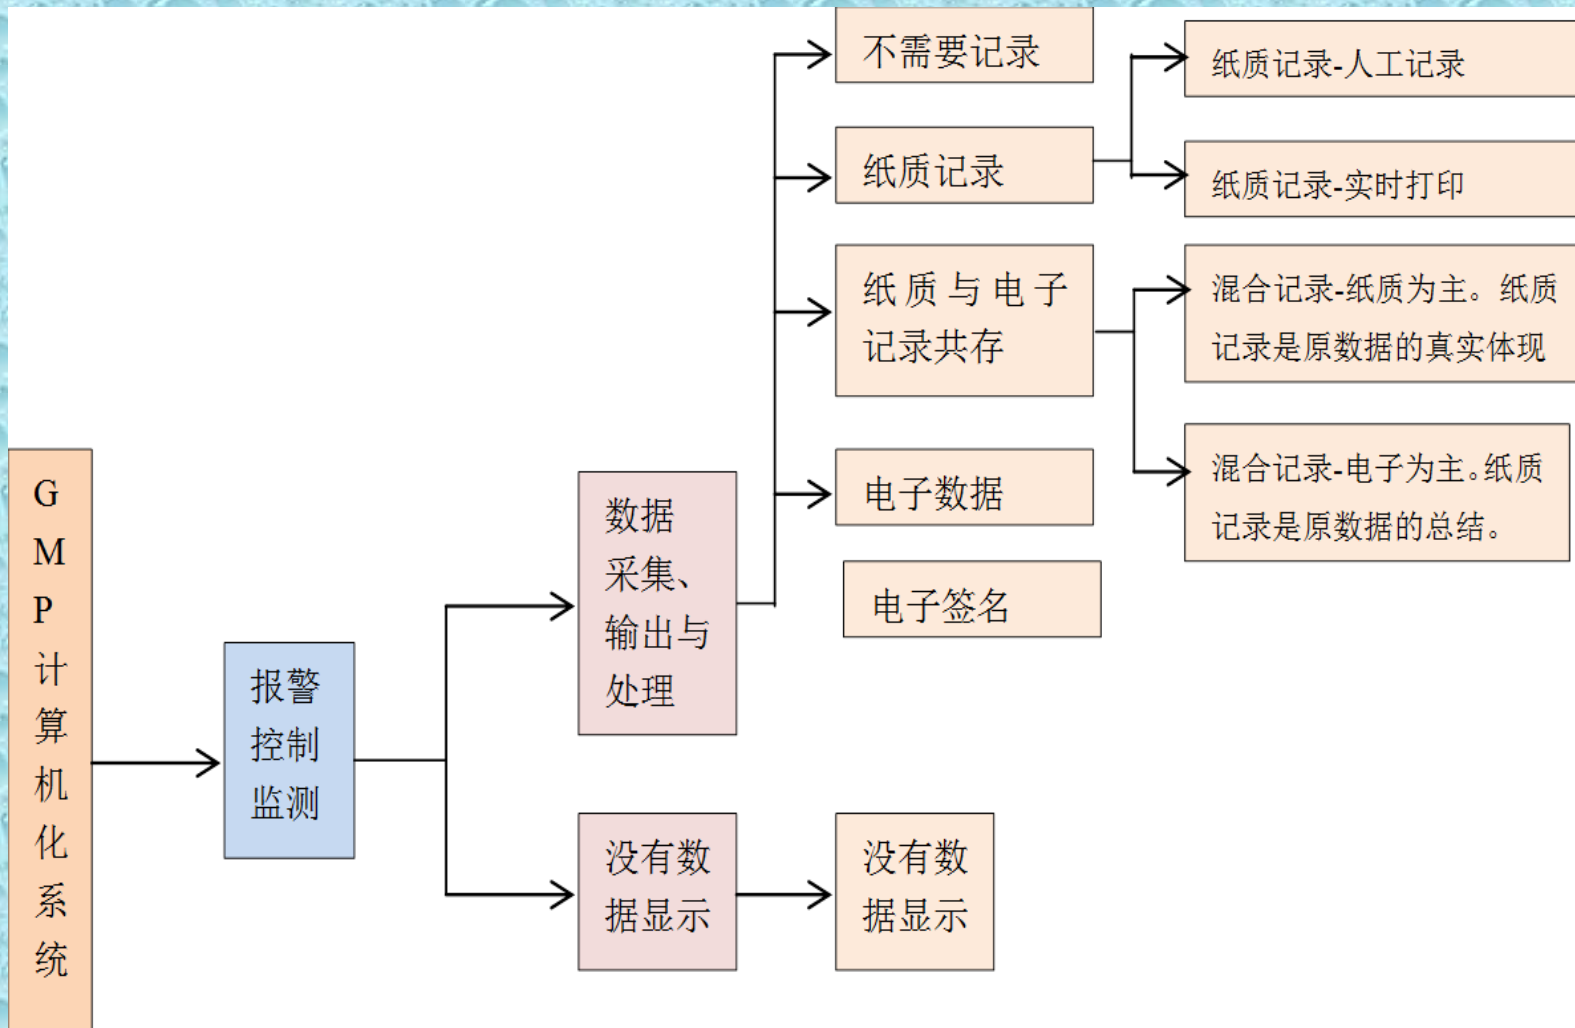 不需要记录
纸质记录-人工记录
纸质记录
纸质记录-实时打印
纸质与电子
记录共存
混合记录-纸质为主。纸质
记录是原数据的真实体现
混合记录-电子为主。纸质
记录是原数据的总结。
电子数据
电子签名
G
M
P
计
算
机
化
系
统
报警
控制
监测
数据
采集、
输出与
处理
没有数
据显示
没有数
据显示